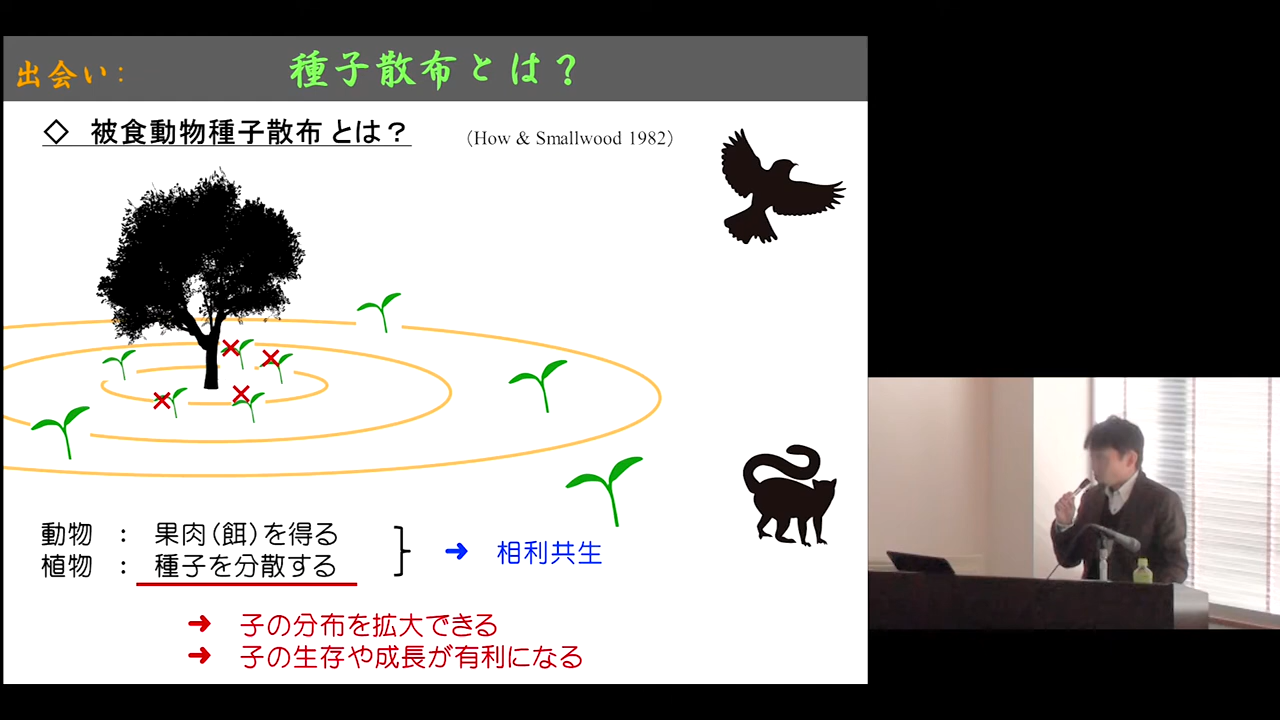 出会い:
種子散布とは？
◇ 被食動物種子散布 とは？
（How & Smallwood 1982）
動物 ： 果肉（餌）を得る
植物 ： 種子を分散する
➜ 相利共生
➜ 子の分布を拡大できる
➜ 子の生存や成長が有利になる